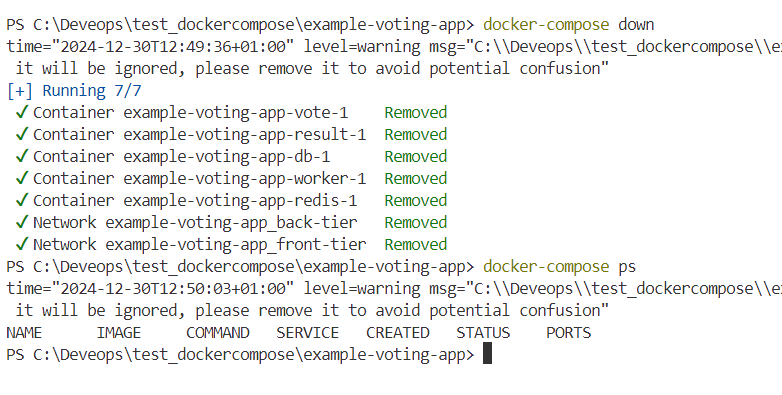 PS C:\Deveops\test_dockercompose\example-voting-app> docker-compose down
time="2024-12-30T12:49:36+01:00" level=warning msg="C:\\Deveops\\test_dockercompose\\e
it will be ignored, please remove it to avoid potential confusion"
[+] Running 7/7
✔ Container example-voting-app-vote-1 Removed
✔ Container example-voting-app-result-1 Removed
✔ Container example-voting-app-db-1 Removed
✔ Container example-voting-app-worker-1 Removed
✔ Container example-voting-app-redis-1 Removed
✔ Network example-voting-app_back-tier Removed
✔ Network example-voting-app_front-tier Removed
PS C:\Deveops\test_dockercompose\example-voting-app> docker-compose ps
time="2024-12-30T12:50:03+01:00" level=warning msg="C:\\Deveops\\test_dockercompose\\e
it will be ignored, please remove it to avoid potential confusion"
NAME IMAGE COMMAND SERVICE CREATED STATUS PORTS
PS C:\Deveops\test_dockercompose\example-voting-app>